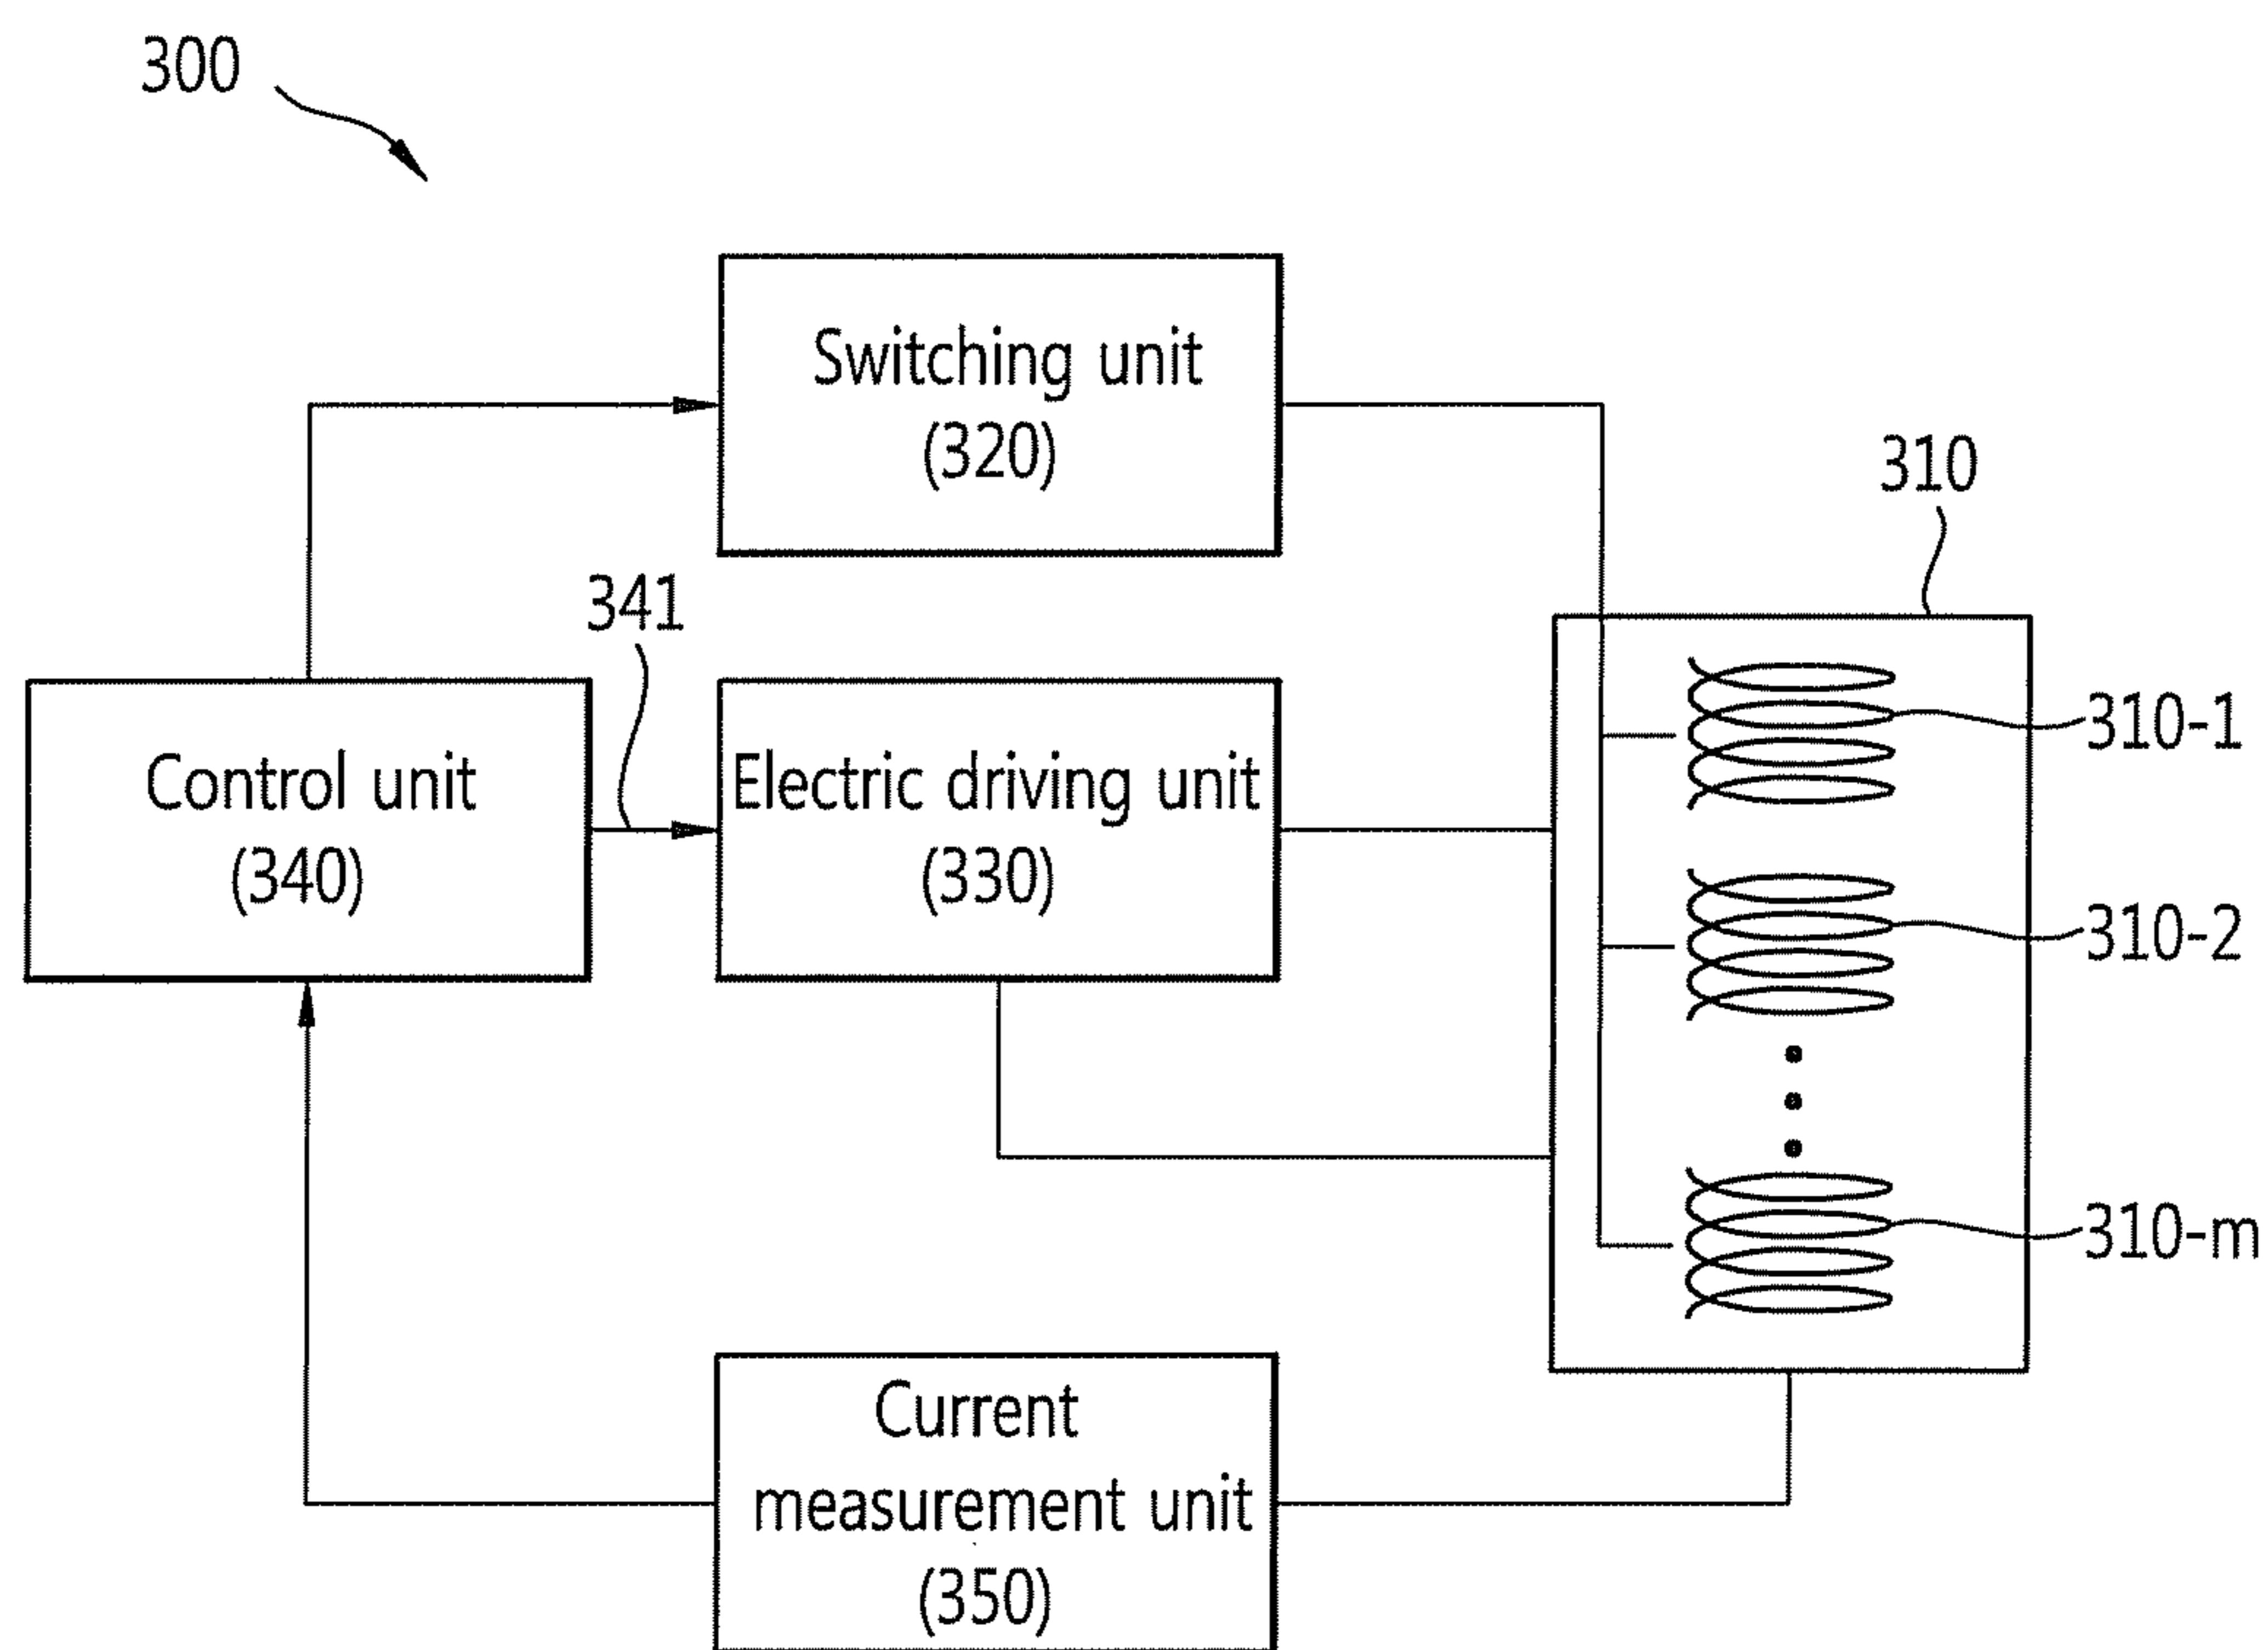 300
Switching unit
(320)
310
341
310-1
Control unit
(340)
Electric driving unit
(330)
310-2
310-m
Current
measurement unit
(350)